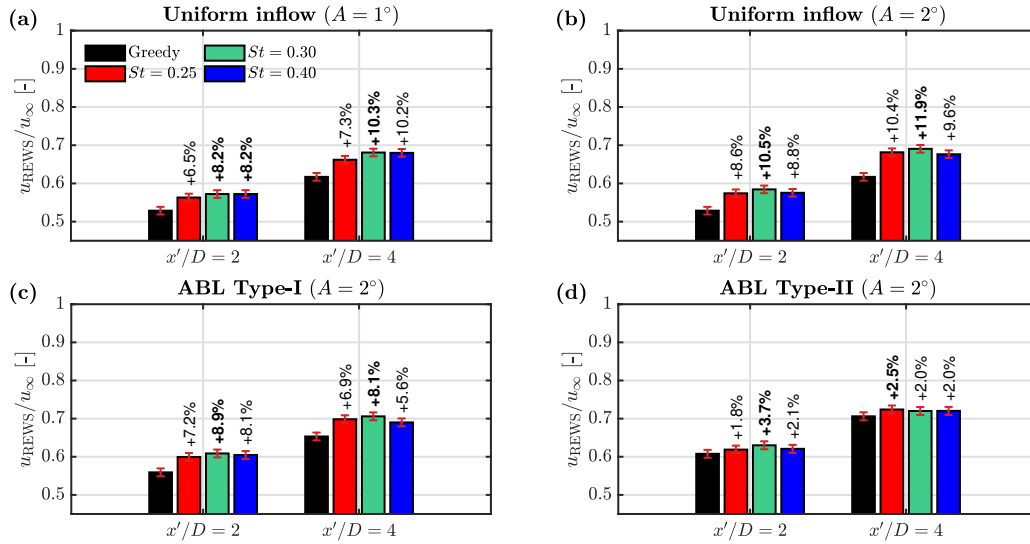 (a) Uniform inflow (A = 1°)
u_REWS/u_∞ [-]
1
0.9
0.8
0.7
0.6
0.5
Greedy
St = 0.25
St = 0.30
St = 0.40
+6.5%
+8.2%
+8.2%
+7.3%
+10.3%
+10.2%
x′/D = 2
x′/D = 4
(b) Uniform inflow (A = 2°)
u_REWS/u_∞ [-]
1
0.9
0.8
0.7
0.6
0.5
+8.6%
+10.5%
+8.8%
+10.4%
+11.9%
+9.6%
x′/D = 2
x′/D = 4
(c) ABL Type-I (A = 2°)
u_REWS/u_∞ [-]
1
0.9
0.8
0.7
0.6
0.5
+7.2%
+8.9%
+8.1%
+6.9%
+8.1%
+5.6%
x′/D = 2
x′/D = 4
(d) ABL Type-II (A = 2°)
u_REWS/u_∞ [-]
1
0.9
0.8
0.7
0.6
0.5
+1.8%
+3.7%
+2.1%
+2.5%
+2.0%
+2.0%
x′/D = 2
x′/D = 4